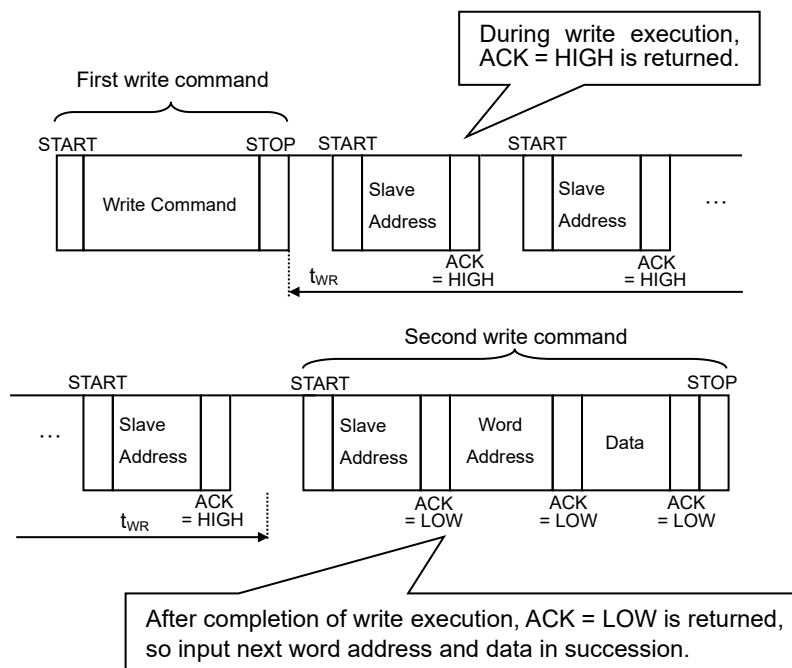 During write execution,
ACK = HIGH is returned.
First write command
START STOP START START
Write Command
Slave
Address
Slave
Address
…
ACK
= HIGH
ACK
= HIGH
tWR
Second write command
START START STOP
…
Slave
Address
Slave
Address
Word
Address
Data
ACK
= HIGH
ACK
= LOW
ACK
= LOW
ACK
= LOW
tWR
After completion of write execution, ACK = LOW is returned,
so input next word address and data in succession.